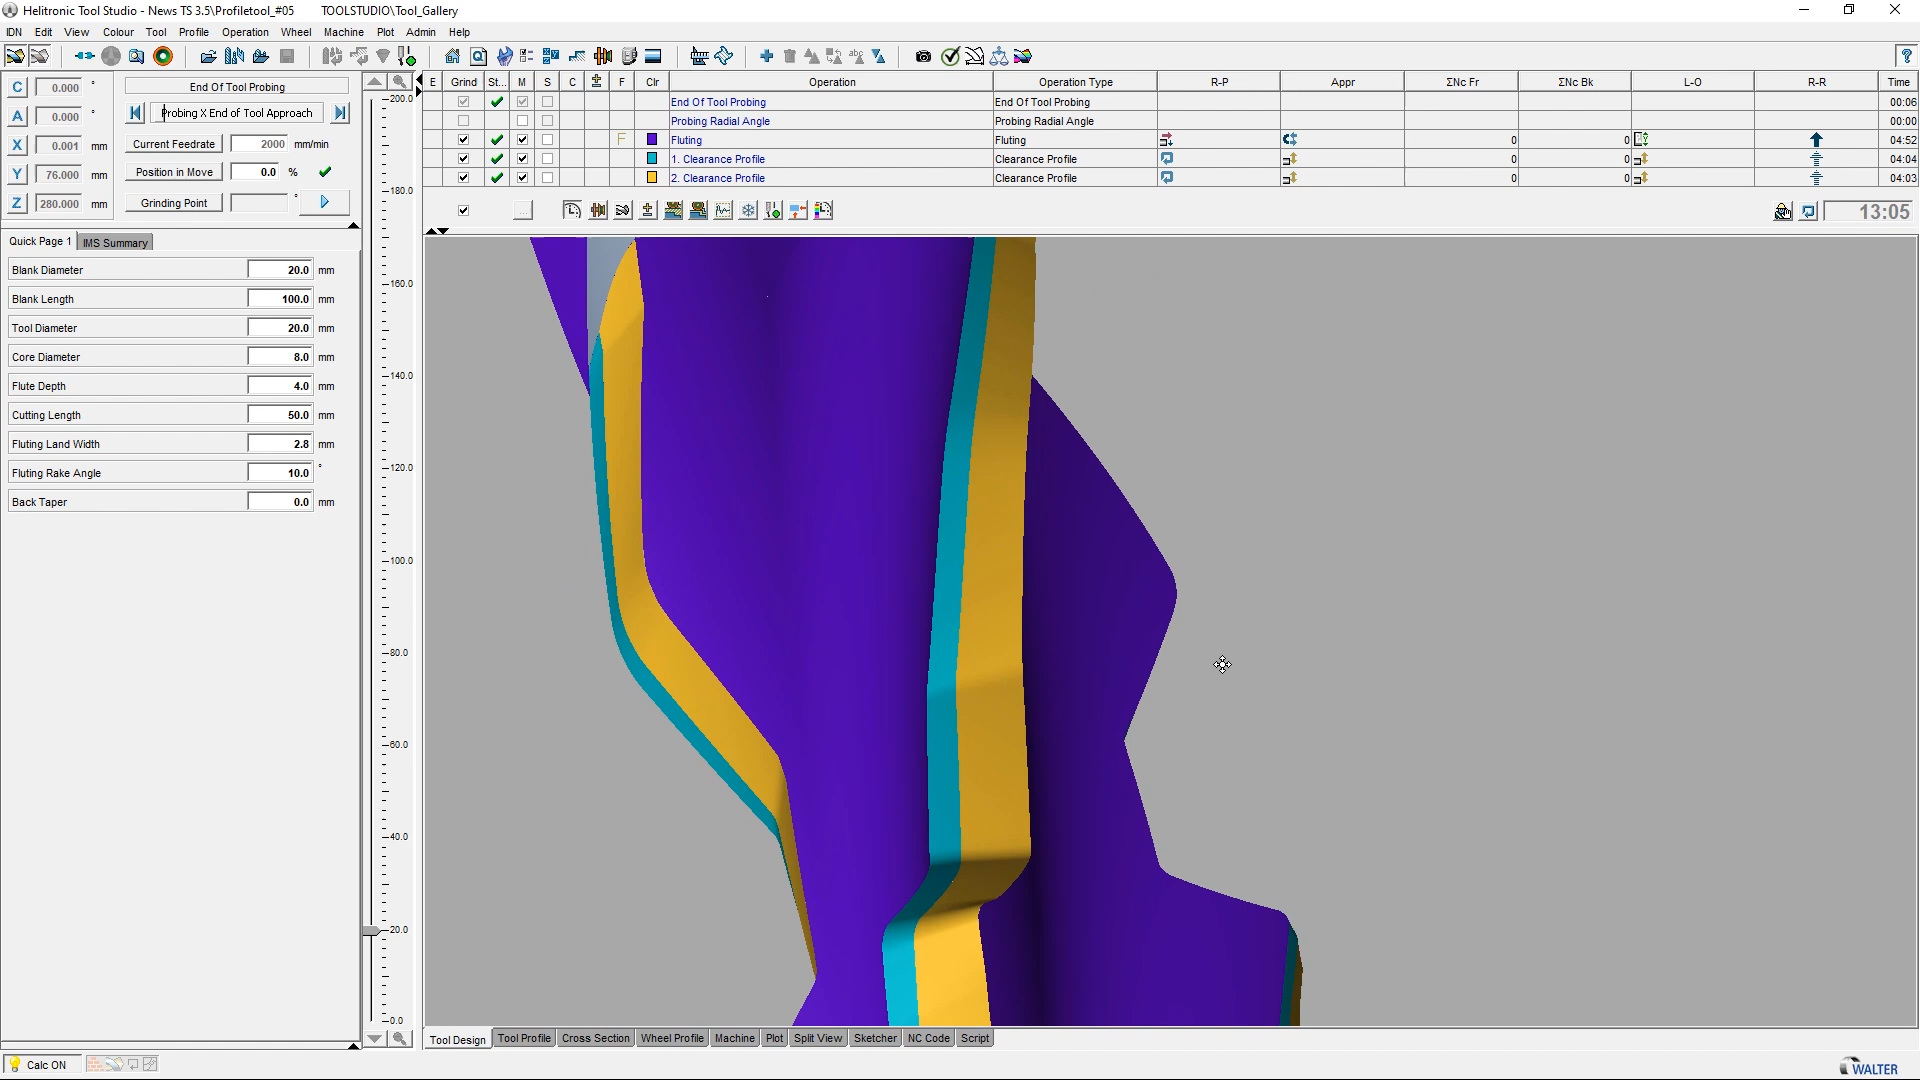 Helitronic Tool Studio - News TS 3.5\Profiletool_#05 TOOLSTUDIO\Tool_Gallery
IDN Edit View Colour Tool Profile Operation Wheel Machine Plot Admin Help
C 0.000 °
A 0.000 °
X 0.001 mm
Y 76.000 mm
Z 280.000 mm
End Of Tool Probing
Probing X End of Tool Approach
Current Feedrate 2000 mm/min
Position in Move 0.0 %
Grinding Point °
Quick Page 1 IMS Summary
Blank Diameter 20.0 mm
Blank Length 100.0 mm
Tool Diameter 20.0 mm
Core Diameter 8.0 mm
Flute Depth 4.0 mm
Cutting Length 50.0 mm
Fluting Land Width 2.8 mm
Fluting Rake Angle 10.0 °
Back Taper 0.0 mm
200.0
180.0
160.0
140.0
120.0
100.0
80.0
60.0
40.0
20.0
0.0
E Grind St... M S C ± F Clr Operation Operation Type R-P Appr ΣNc Fr ΣNc Bk L-O R-R Time
End Of Tool Probing End Of Tool Probing 00:06
Probing Radial Angle Probing Radial Angle 00:00
F Fluting Fluting 0 0 04:52
1. Clearance Profile Clearance Profile 0 0 04:04
2. Clearance Profile Clearance Profile 0 0 04:03
... 13:05
Tool Design Tool Profile Cross Section Wheel Profile Machine Plot Split View Sketcher NC Code Script
Calc ON
WALTER